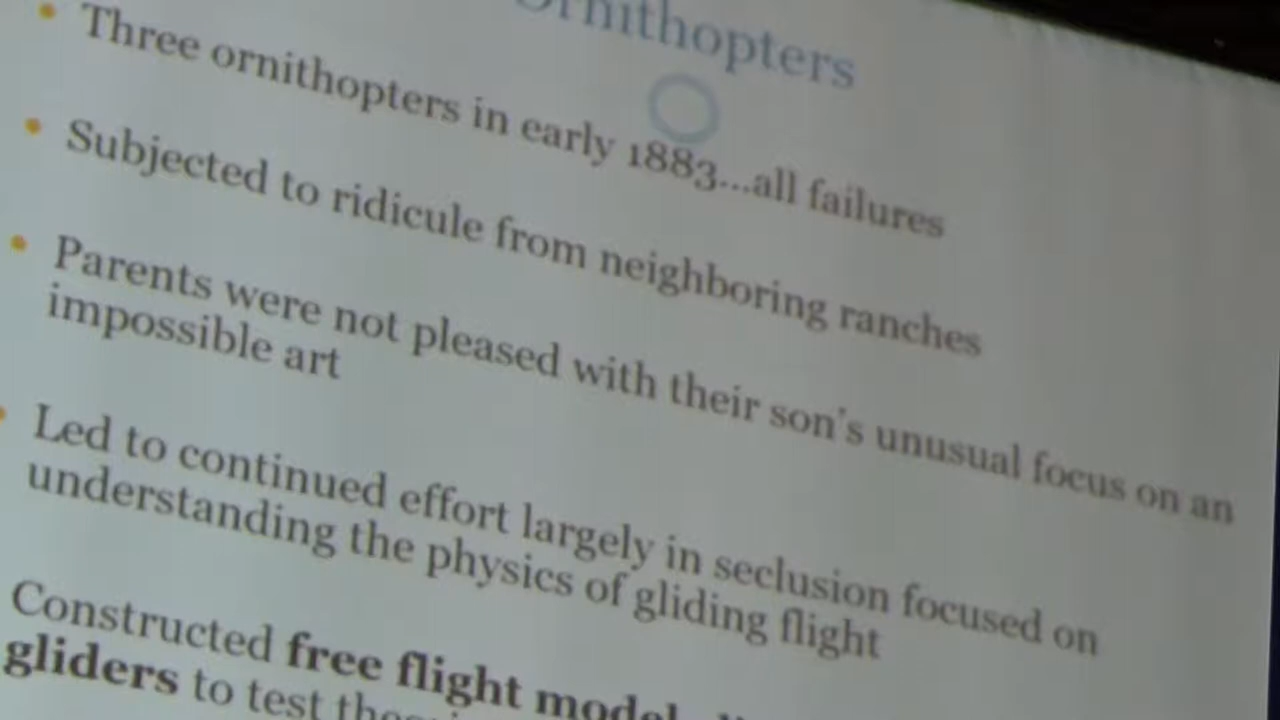 Ornithopters
Three ornithopters in early 1883...all failures
Subjected to ridicule from neighboring ranches
Parents were not pleased with their son's unusual focus on an
impossible art
Led to continued effort largely in seclusion focused on
understanding the physics of gliding flight
Constructed free flight model
gliders to test